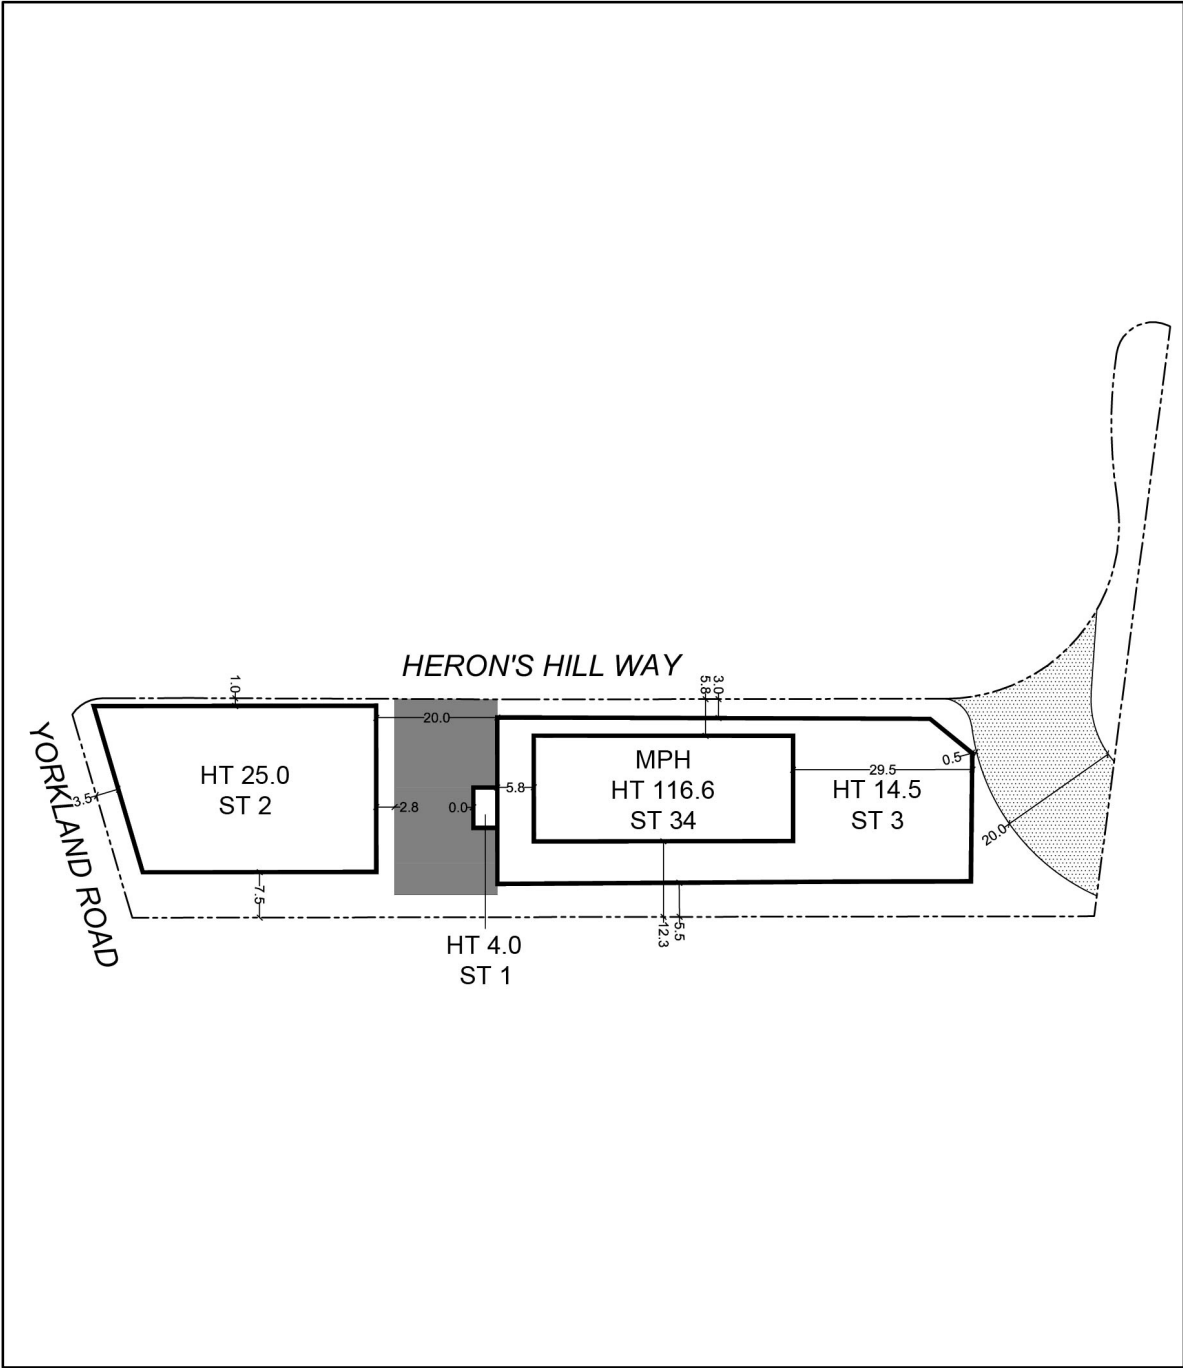 HERON'S HILL WAY
YORKLAND ROAD
1.0
5.8
3.0
20.0
HT 25.0
ST 2
3.5
2.8
0.0
5.8
MPH
HT 116.6
ST 34
29.5
HT 14.5
ST 3
0.5
20.0
7.5
12.3
5.5
HT 4.0
ST 1